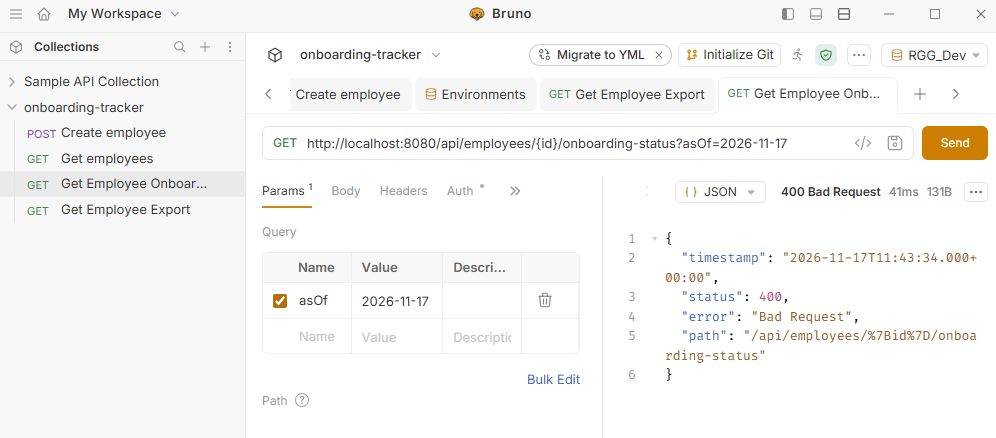 My Workspace
Bruno
Collections
Sample API Collection
onboarding-tracker
POST Create employee
GET Get employees
GET Get Employee Onboar...
GET Get Employee Export
onboarding-tracker
Migrate to YML
Initialize Git
RGG_Dev
Create employee
Environments
GET Get Employee Export
GET Get Employee Onb...
GET http://localhost:8080/api/employees/{id}/onboarding-status?asOf=2026-11-17
Send
Params 1
Body
Headers
Auth
Query
Name Value Descri...
asOf 2026-11-17
Name Value Descriptic
Bulk Edit
Path
{ } JSON
400 Bad Request 41ms 131B
1 {
2 "timestamp": "2026-11-17T11:43:34.000+
00:00",
3 "status": 400,
4 "error": "Bad Request",
5 "path": "/api/employees/%7Bid%7D/onboa
rding-status"
6 }